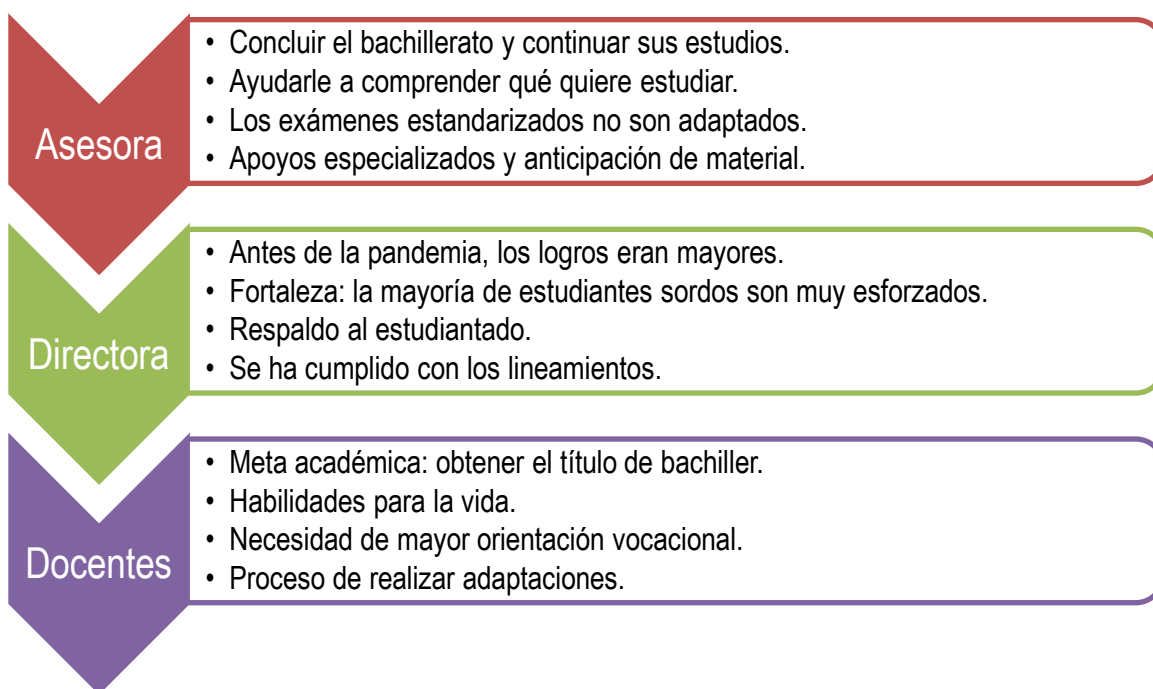 Asesora
• Concluir el bachillerato y continuar sus estudios.
• Ayudarle a comprender qué quiere estudiar.
• Los exámenes estandarizados no son adaptados.
• Apoyos especializados y anticipación de material.
Directora
• Antes de la pandemia, los logros eran mayores.
• Fortaleza: la mayoría de estudiantes sordos son muy esforzados.
• Respaldo al estudiantado.
• Se ha cumplido con los lineamientos.
Docentes
• Meta académica: obtener el título de bachiller.
• Habilidades para la vida.
• Necesidad de mayor orientación vocacional.
• Proceso de realizar adaptaciones.